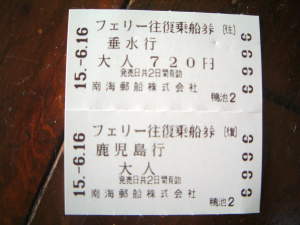 フェリー往復乗船券 [往]
垂水行
大人 720円
発売日共2日間有効
南海郵船株式会社
鴨池2
15.-6.16
9999
フェリー往復乗船券 [復]
鹿児島行
大人
発売日共2日間有効
南海郵船株式会社
鴨池2
15.-6.16
9999